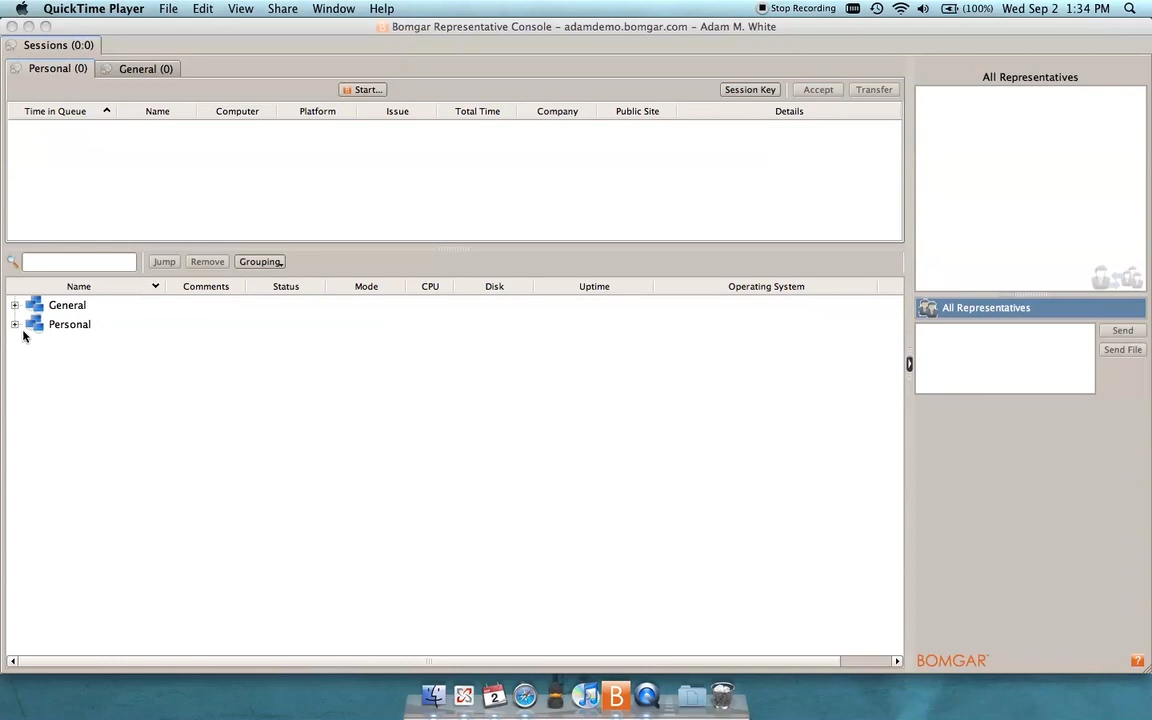 QuickTime Player File Edit View Share Window Help Stop Recording (100%) Wed Sep 2 1:34 PM
Bomgar Representative Console – adamdemo.bomgar.com – Adam M. White
Sessions (0:0)
Personal (0) General (0)
All Representatives
Start... Session Key Accept Transfer
Time in Queue Name Computer Platform Issue Total Time Company Public Site Details
Jump Remove Grouping
Name Comments Status Mode CPU Disk Uptime Operating System
General
Personal
All Representatives
Send
Send File
BOMGAR ?
2 B